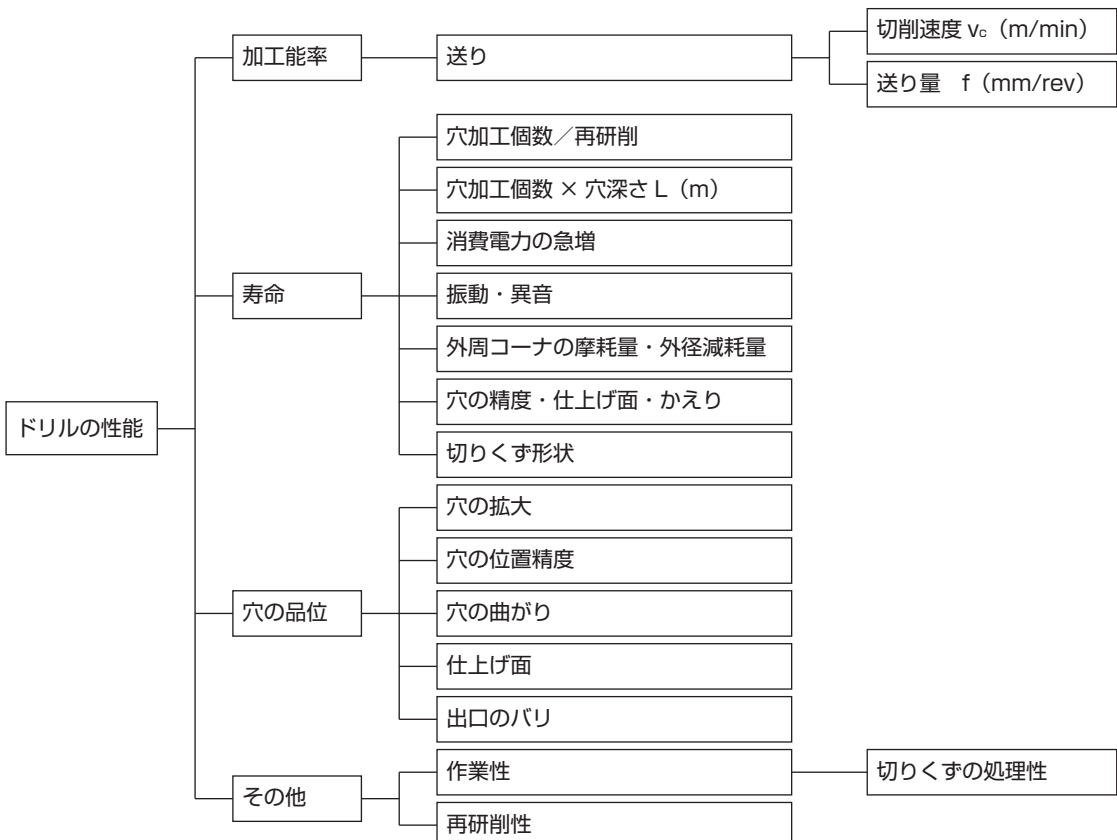 切削速度 vc（m/min）
加工能率
送り
送り量　f（mm/rev）
穴加工個数／再研削
穴加工個数 × 穴深さ L（m）
消費電力の急増
寿命
振動・異音
外周コーナの摩耗量・外径減耗量
穴の精度・仕上げ面・かえり
ドリルの性能
切りくず形状
穴の拡大
穴の位置精度
穴の品位
穴の曲がり
仕上げ面
出口のバリ
作業性
切りくずの処理性
その他
再研削性